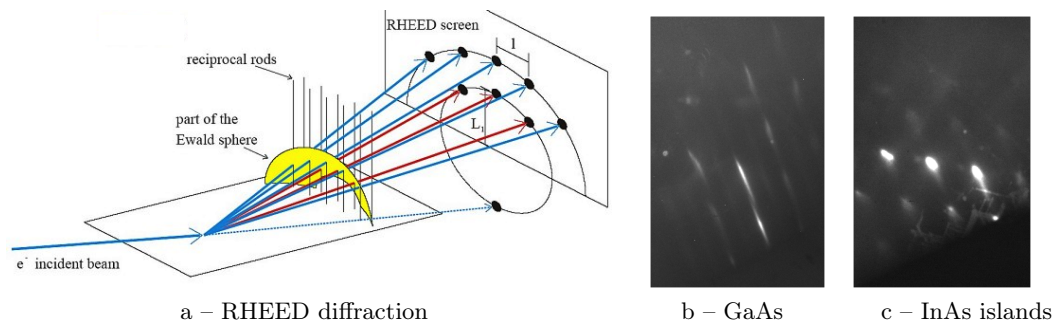 RHEED screen
l
reciprocal rods
part of the
Ewald sphere
L₁
e⁻ incident beam
a – RHEED diffraction
b – GaAs
c – InAs islands